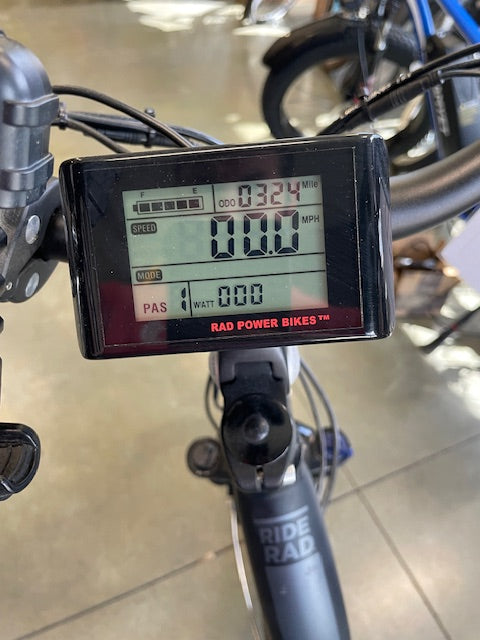 F E
ODO 0324 Mile
SPEED 00.0 MPH
MODE
PAS 1 WATT 000
RAD POWER BIKES™
RIDE
RAD